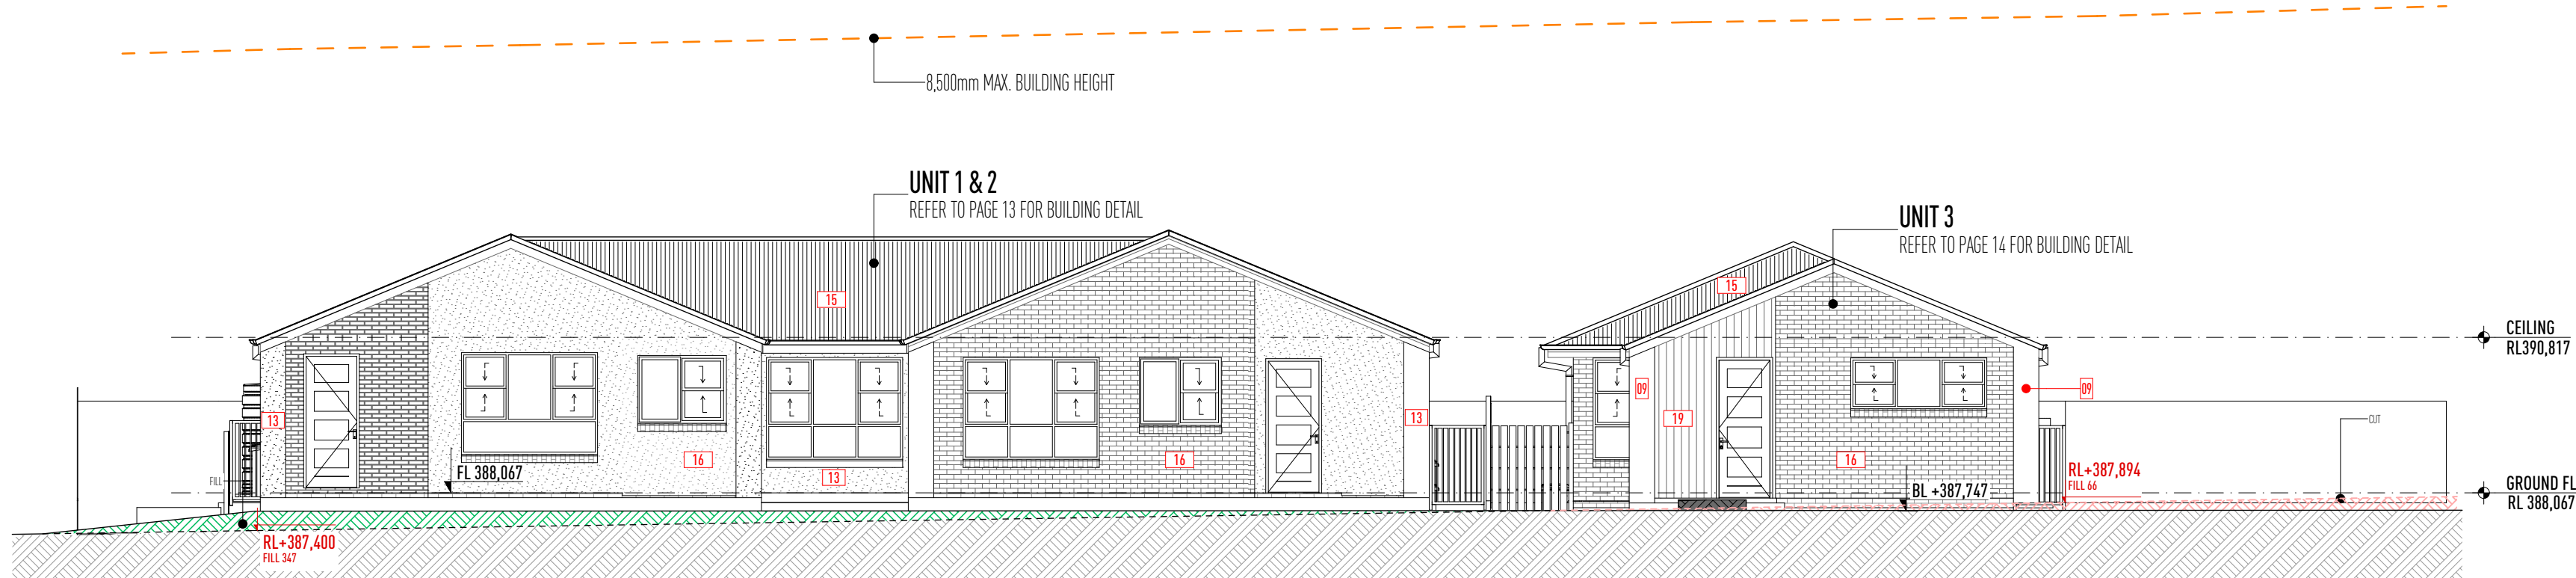 8,500mm MAX. BUILDING HEIGHT
UNIT 1 & 2
REFER TO PAGE 13 FOR BUILDING DETAIL
UNIT 3
REFER TO PAGE 14 FOR BUILDING DETAIL
15
15
CEILING
RL390,817
09
09
13
13
19
CUT
16
16
16
FL 388,067
13
FILL
RL+387,894
FILL 66
BL +387,747
GROUND FL
RL 388,067
RL+387,400
FILL 347